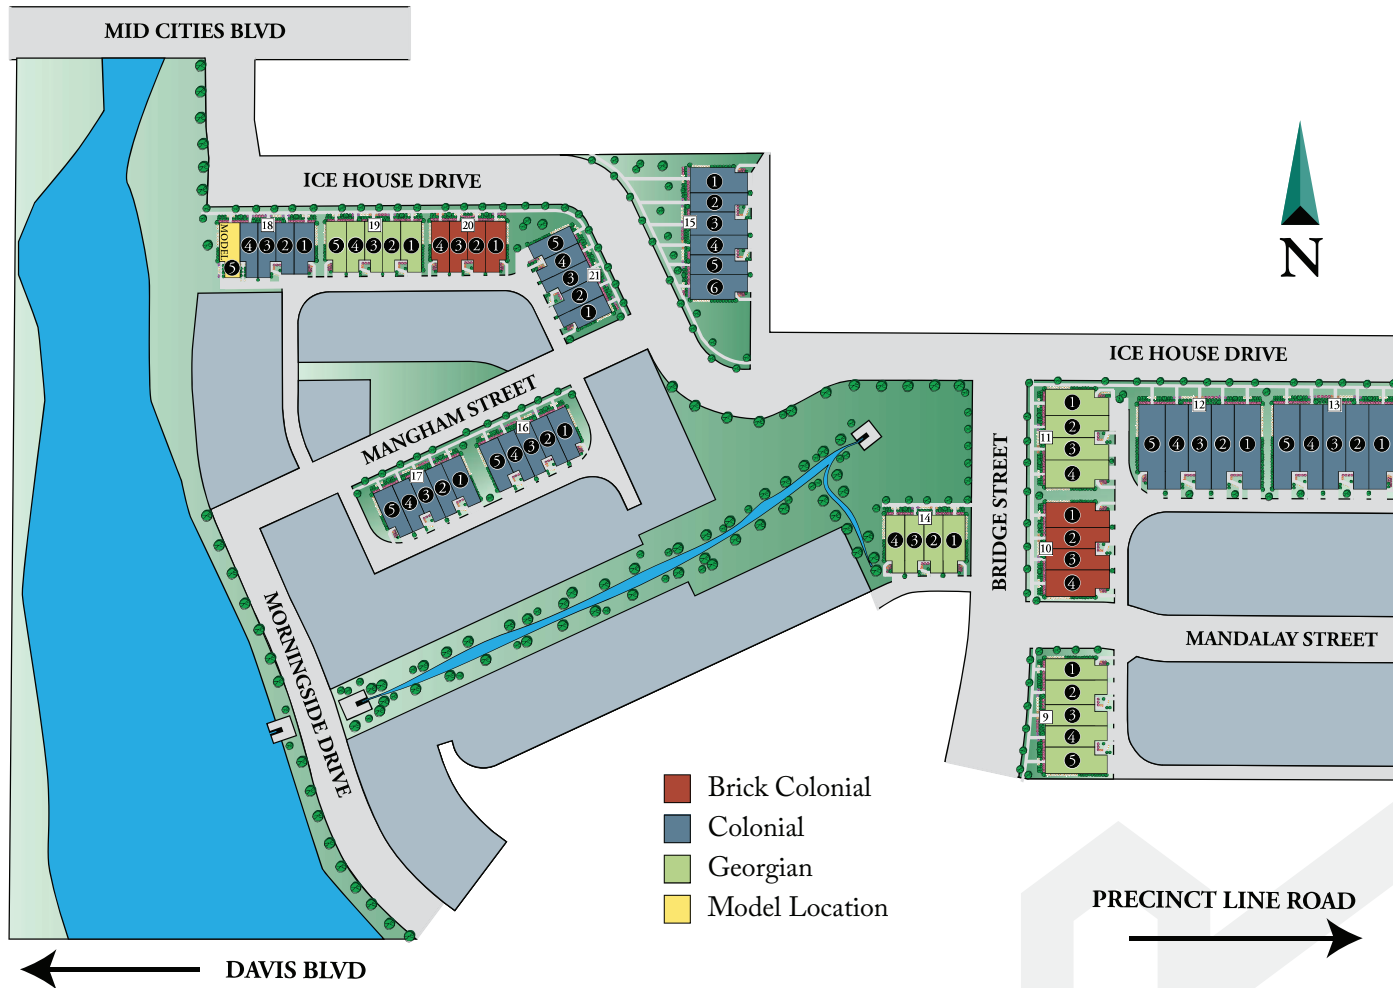 MID CITIES BLVD
ICE HOUSE DRIVE
18
19
20
MODEL
5
4 3 2 1
5 4 3 2 1
4 3 2 1
21
5
4
3
2
1
15
1
2
3
4
5
6
N
ICE HOUSE DRIVE
MANGHAM STREET
16
5 4 3 2 1
17
5 4 3 2 1
14
4 3 2 1
BRIDGE STREET
11
1
2
3
4
12
5 4 3 2 1
13
5 4 3 2 1
10
1
2
3
4
MANDALAY STREET
9
1
2
3
4
5
MORNINGSIDE DRIVE
Brick Colonial
Colonial
Georgian
Model Location
PRECINCT LINE ROAD
DAVIS BLVD